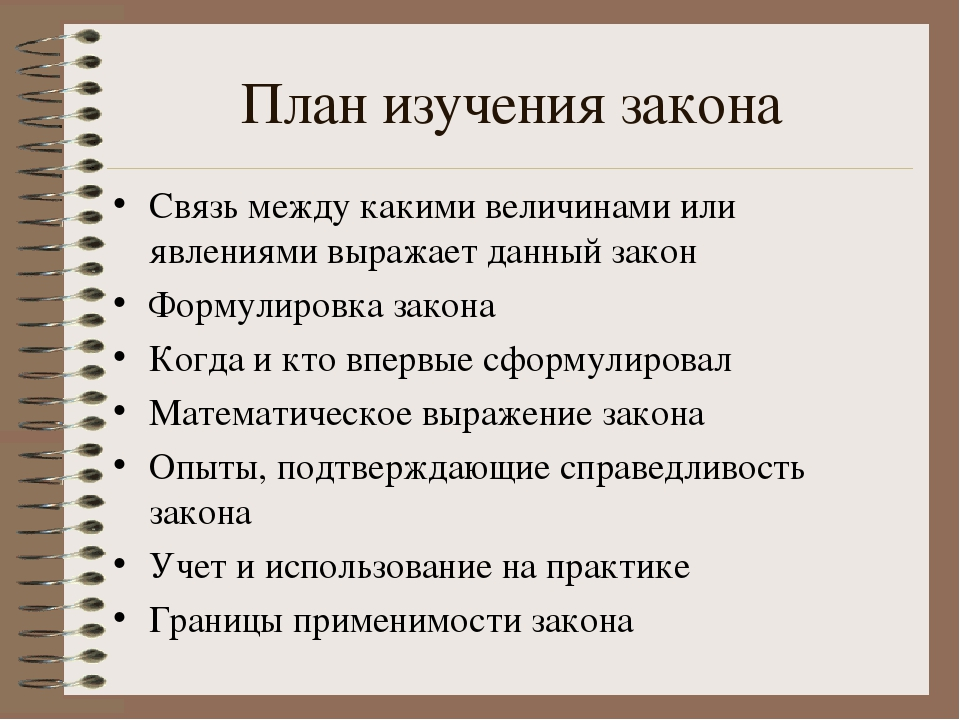 План изучения закона
• Связь между какими величинами или
явлениями выражает данный закон
• Формулировка закона
• Когда и кто впервые сформулировал
• Математическое выражение закона
• Опыты, подтверждающие справедливость
закона
• Учет и использование на практике
• Границы применимости закона